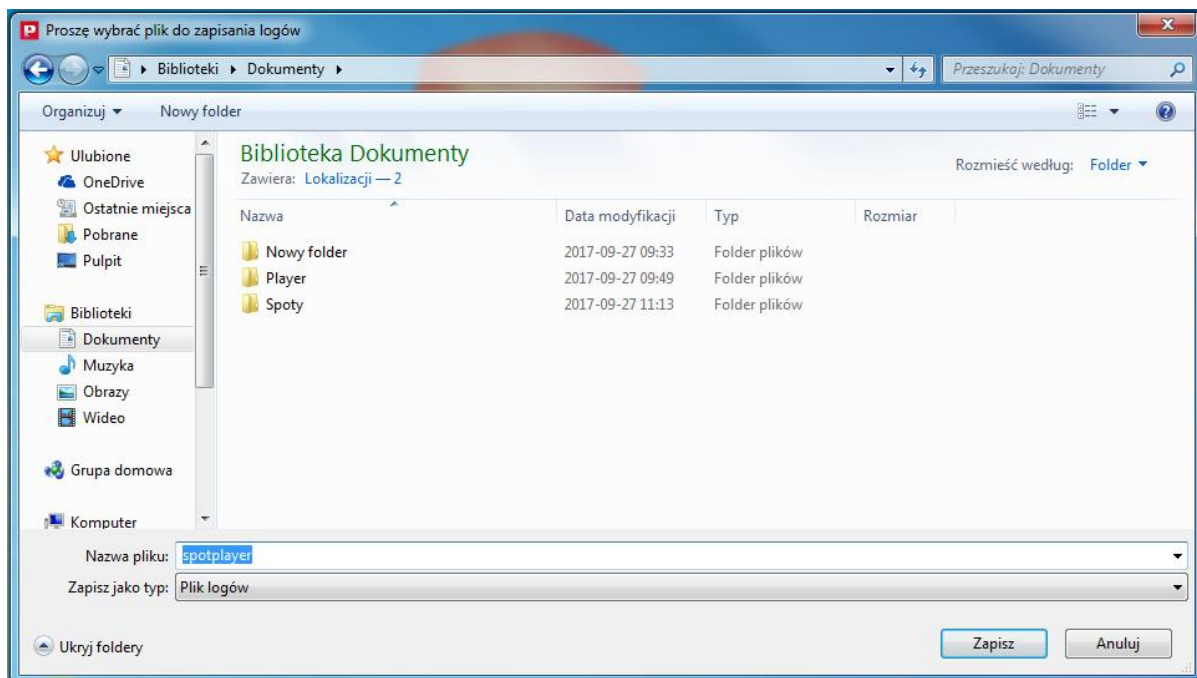 Proszę wybrać plik do zapisania logów
Biblioteki Dokumenty
Przeszukaj: Dokumenty
Organizuj Nowy folder
Ulubione
OneDrive
Ostatnie miejsca
Pobrane
Pulpit
Biblioteki
Dokumenty
Muzyka
Obrazy
Wideo
Grupa domowa
Komputer
Biblioteka Dokumenty
Zawiera: Lokalizacji — 2
Rozmieść według: Folder
Nazwa Data modyfikacji Typ Rozmiar
Nowy folder 2017-09-27 09:33 Folder plików
Player 2017-09-27 09:49 Folder plików
Spoty 2017-09-27 11:13 Folder plików
Nazwa pliku: spotplayer
Zapisz jako typ: Plik logów
Ukryj foldery
Zapisz Anuluj